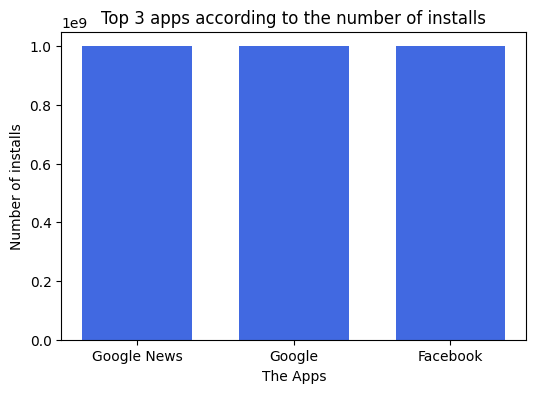 Top 3 apps according to the number of installs
1e9
1.0
0.8
0.6
0.4
0.2
0.0
Number of installs
Google News
Google
Facebook
The Apps